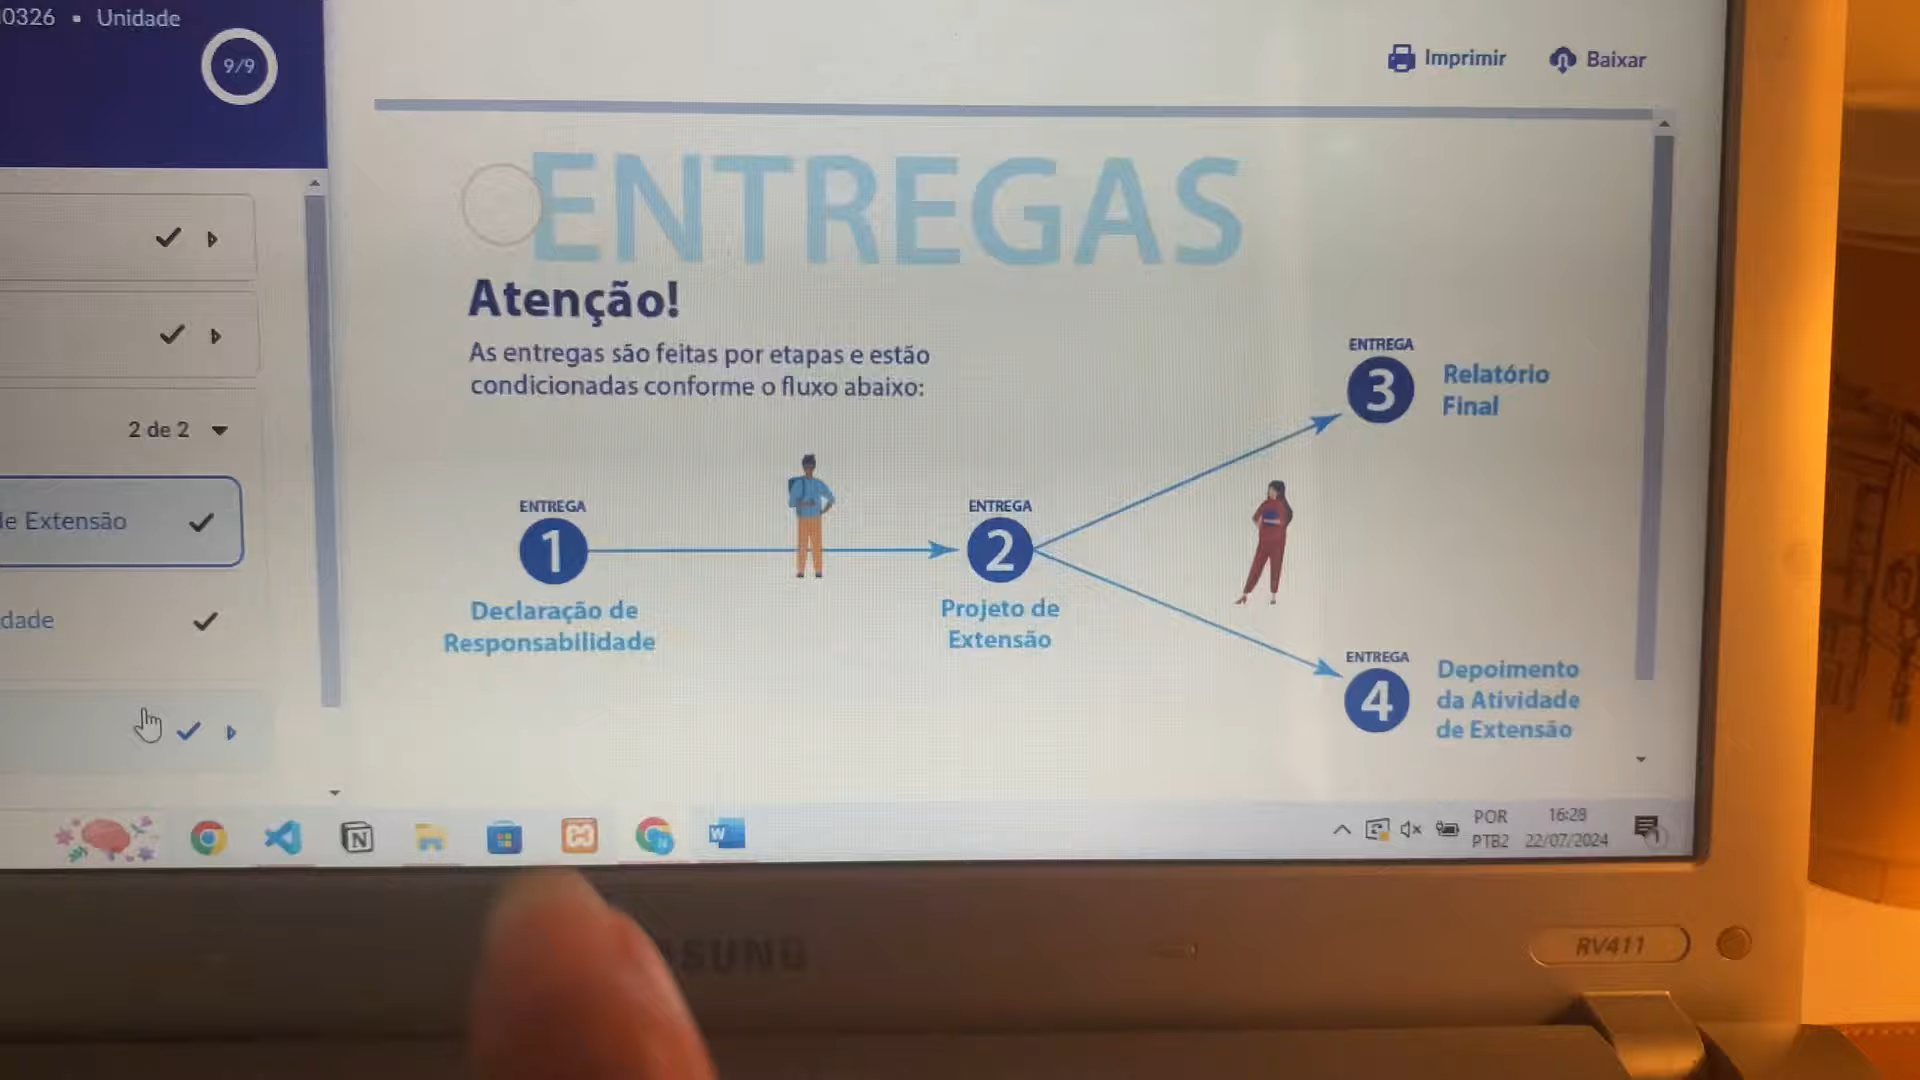 0326 ▪ Unidade
9/9
Imprimir
Baixar
ENTREGAS
Atenção!
As entregas são feitas por etapas e estão
condicionadas conforme o fluxo abaixo:
ENTREGA
1
Declaração de
Responsabilidade
ENTREGA
2
Projeto de
Extensão
ENTREGA
3
Relatório
Final
ENTREGA
4
Depoimento
da Atividade
de Extensão
2 de 2
de Extensão
dade
N
N
W
POR
PTB2
16:28
22/07/2024
1
SUNG
RV411